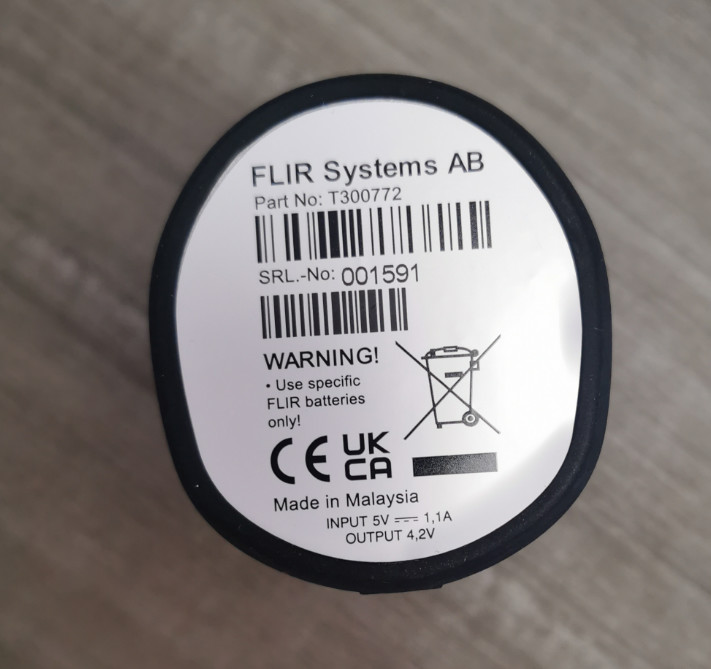 FLIR Systems AB
Part No: T300772
SRL.-No: 001591
WARNING!
• Use specific
FLIR batteries
only!
CE UK
CA
Made in Malaysia
INPUT 5V ⎓ 1,1A
OUTPUT 4,2V